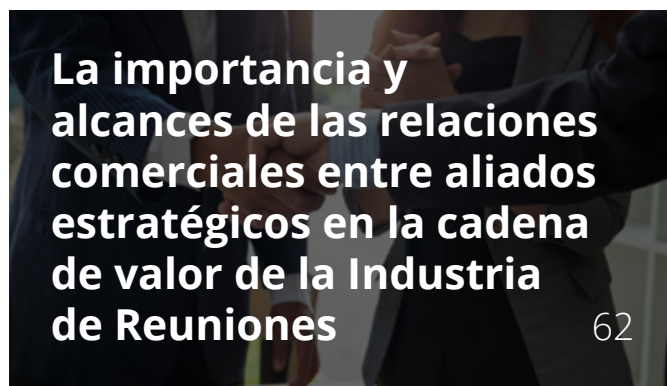 La importancia y
alcances de las relaciones
comerciales entre aliados
estratégicos en la cadena
de valor de la Industria
de Reuniones
62